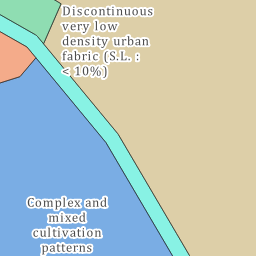 Discontinuous
very low
density urban
fabric (S.L. :
< 10%)
Complex and
mixed
cultivation
patterns